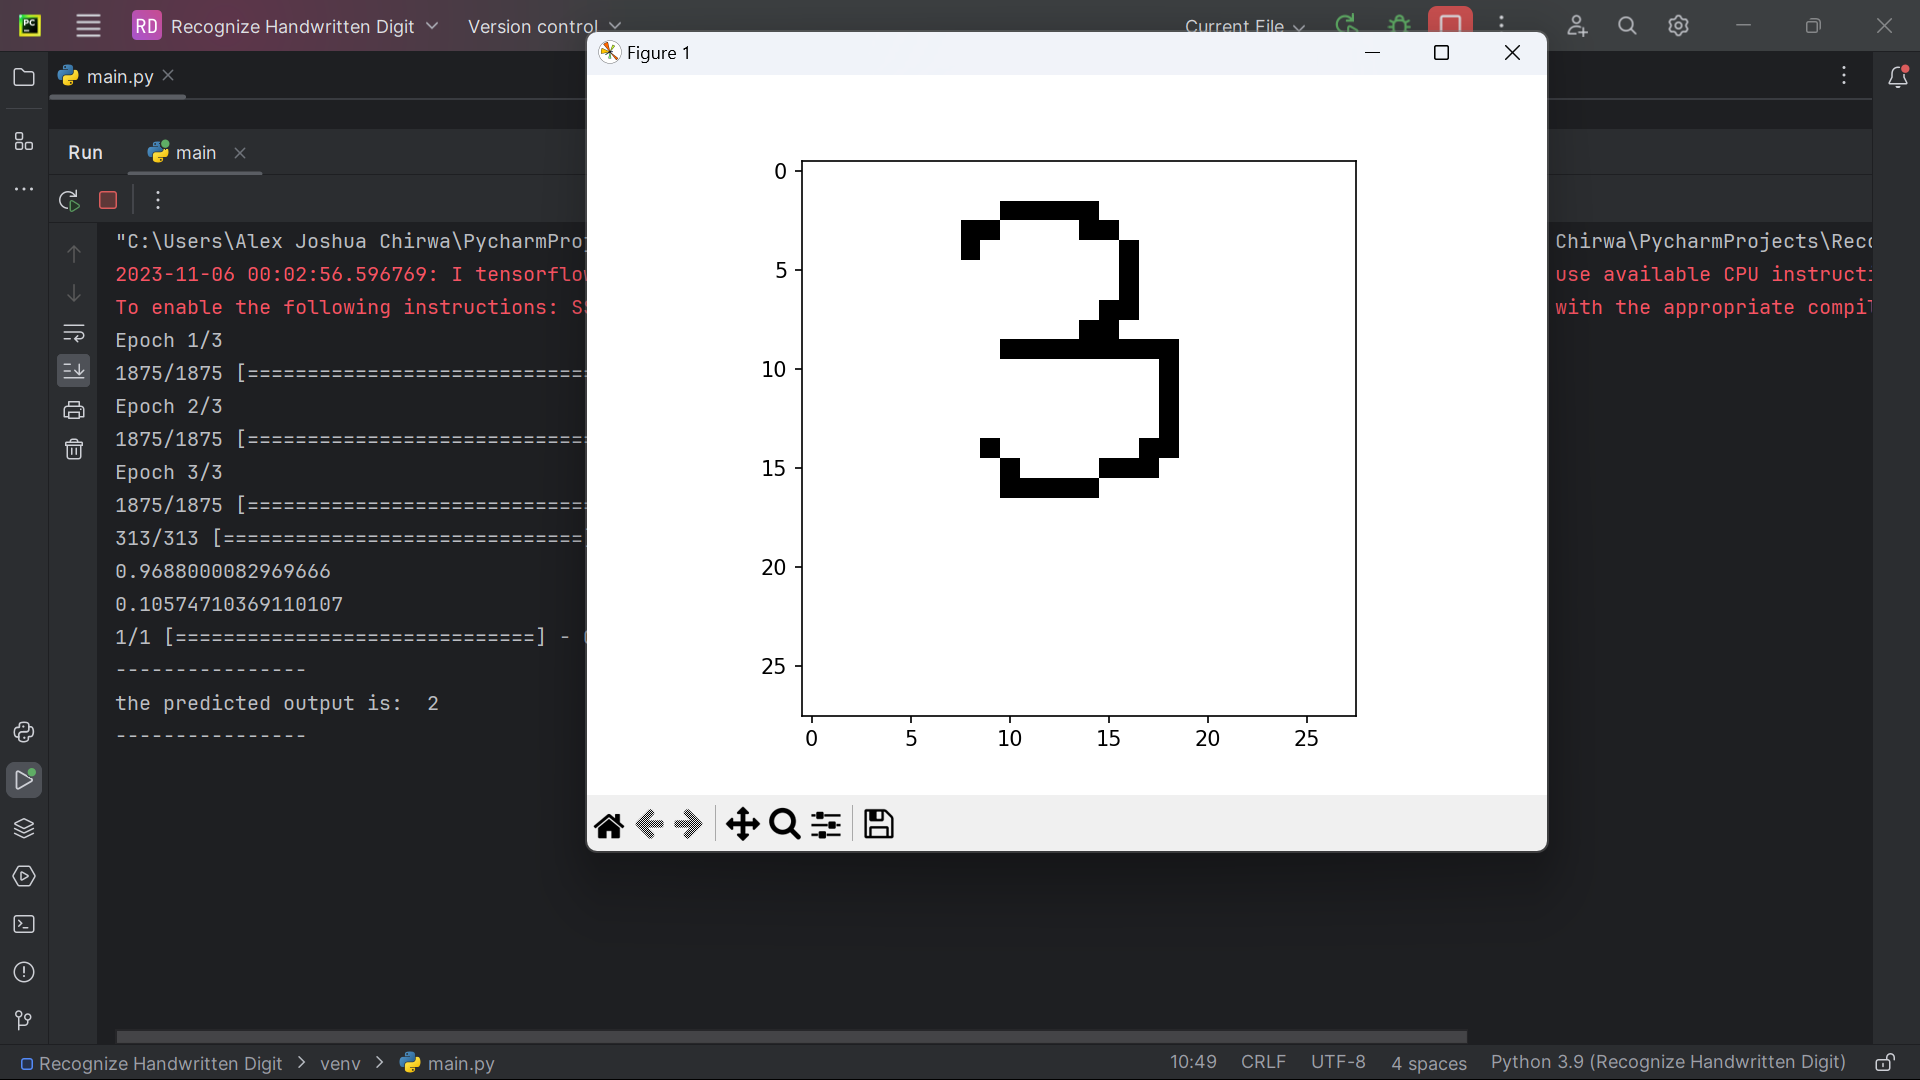 PC
RD Recognize Handwritten Digit
Version control
Current File
main.py
Figure 1
Run
main
"C:\Users\Alex Joshua Chirwa\PycharmPro
Chirwa\PycharmProjects\Rec
2023-11-06 00:02:56.596769: I tensorflo
use available CPU instruct
To enable the following instructions: S
with the appropriate compi
Epoch 1/3
1875/1875 [============================
Epoch 2/3
1875/1875 [============================
Epoch 3/3
1875/1875 [============================
313/313 [==============================
0.9688000082969666
0.10574710369110107
1/1 [==============================] -
----------------
the predicted output is:  2
----------------
0
5
10
15
20
25
0 5 10 15 20 25
3
Recognize Handwritten Digit > venv > main.py
10:49 CRLF UTF-8 4 spaces Python 3.9 (Recognize Handwritten Digit)